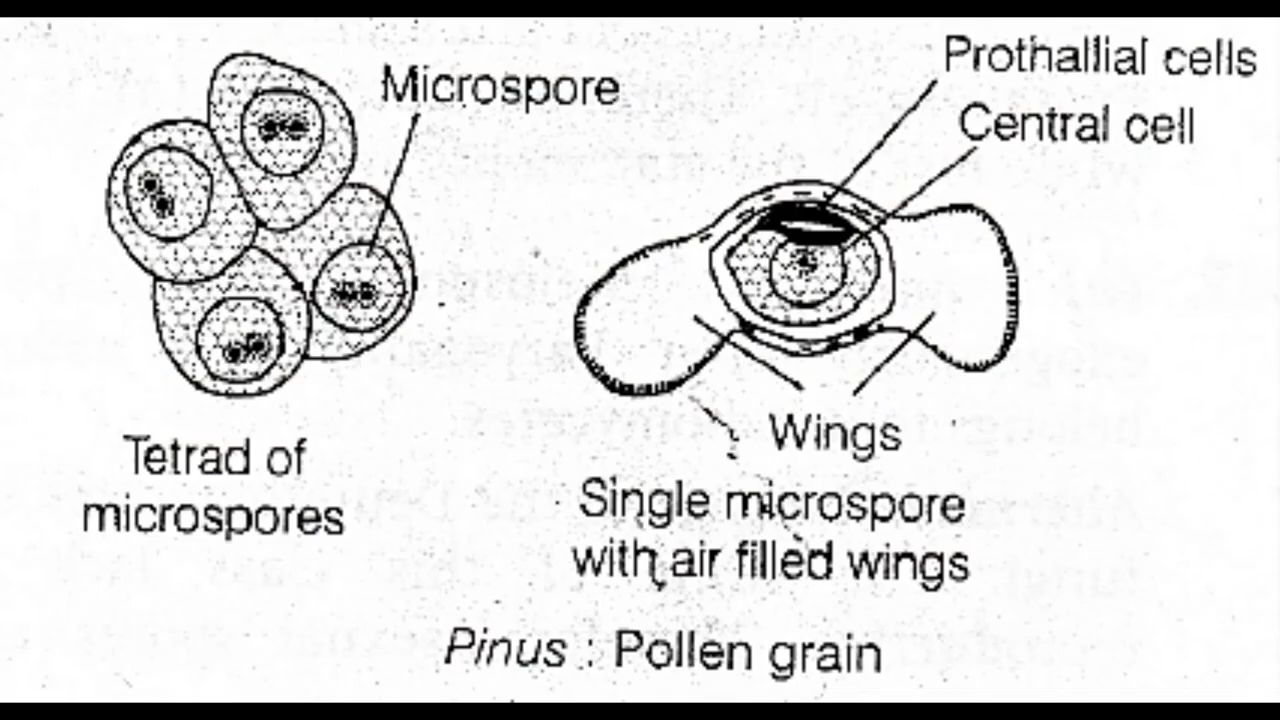 Microspore
Prothallial cells
Central cell
Wings
Tetrad of
microspores
Single microspore
with air filled wings
Pinus : Pollen grain